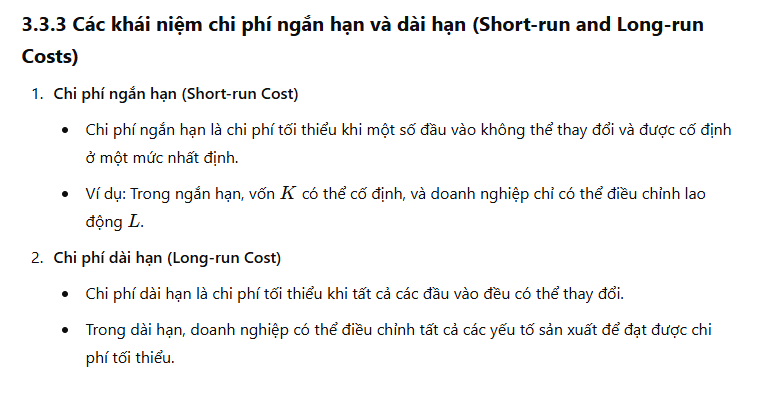 3.3.3 Các khái niệm chi phí ngắn hạn và dài hạn (Short-run and Long-run
Costs)
1. Chi phí ngắn hạn (Short-run Cost)
• Chi phí ngắn hạn là chi phí tối thiểu khi một số đầu vào không thể thay đổi và được cố định
ở một mức nhất định.
• Ví dụ: Trong ngắn hạn, vốn K có thể cố định, và doanh nghiệp chỉ có thể điều chỉnh lao
động L.
2. Chi phí dài hạn (Long-run Cost)
• Chi phí dài hạn là chi phí tối thiểu khi tất cả các đầu vào đều có thể thay đổi.
• Trong dài hạn, doanh nghiệp có thể điều chỉnh tất cả các yếu tố sản xuất để đạt được chi
phí tối thiểu.